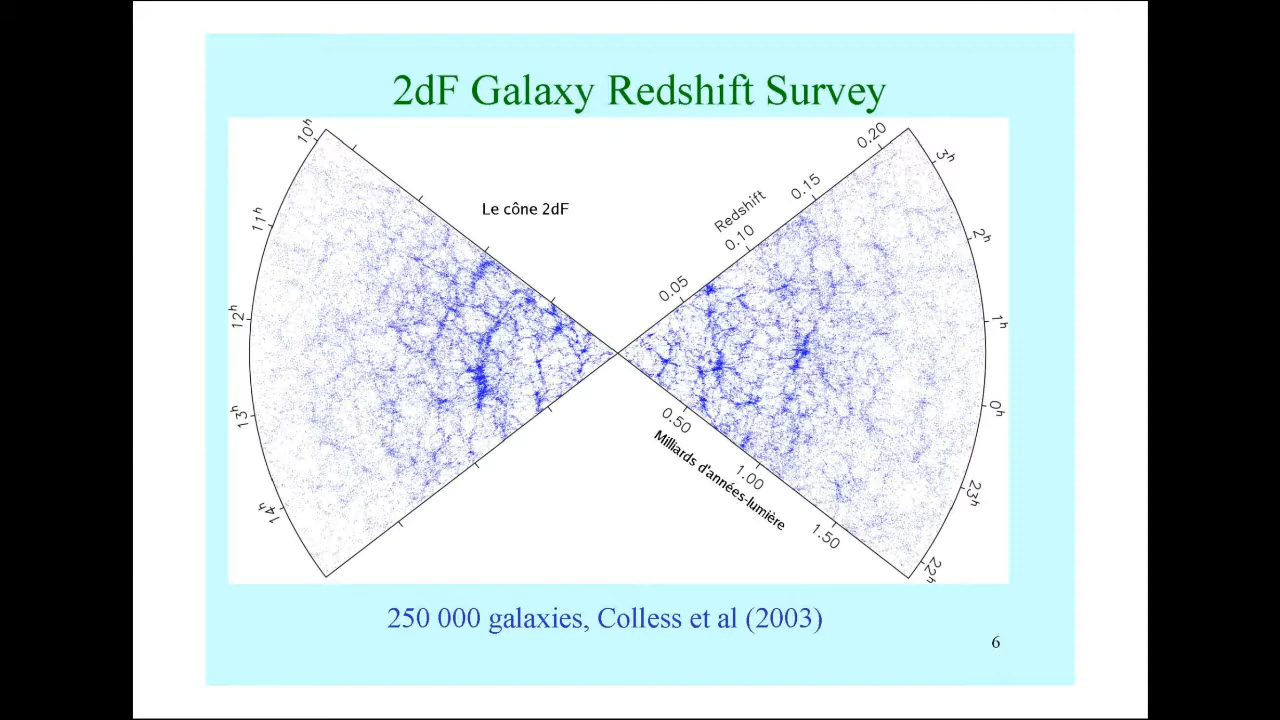 2dF Galaxy Redshift Survey
10ʰ
11ʰ
12ʰ
13ʰ
14ʰ
Le cône 2dF
Redshift
0.05
0.10
0.15
0.20
3ʰ
2ʰ
1ʰ
0ʰ
23ʰ
22ʰ
0.50
1.00
1.50
Milliards d'années-lumière
250 000 galaxies, Colless et al (2003)
6